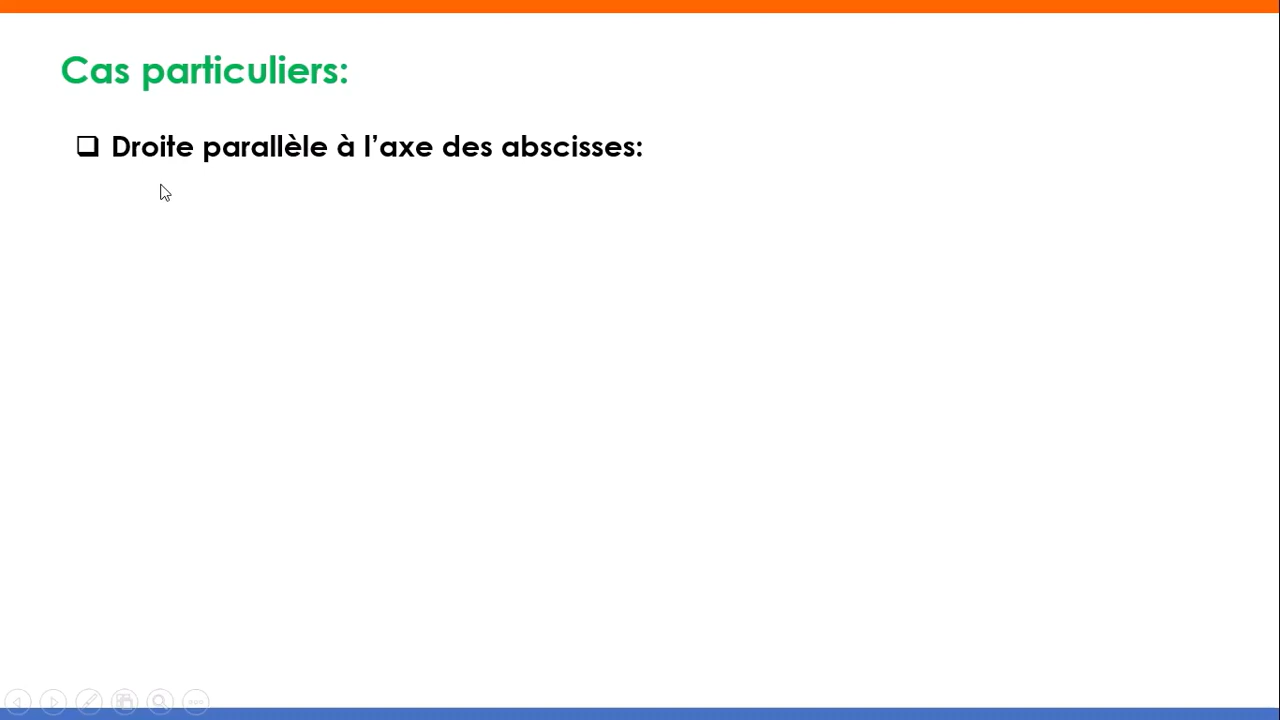 Cas particuliers:
❑ Droite parallèle à l’axe des abscisses: